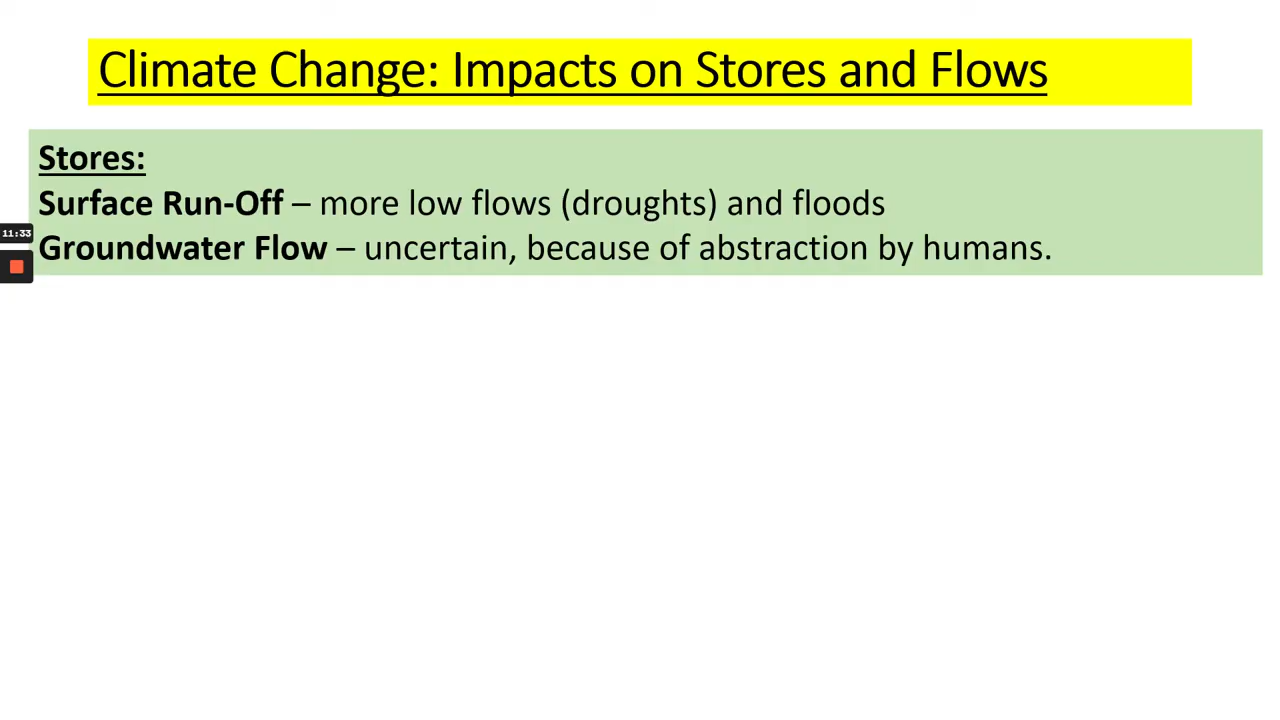 Climate Change: Impacts on Stores and Flows
Stores:
Surface Run-Off – more low flows (droughts) and floods
11:33
Groundwater Flow – uncertain, because of abstraction by humans.